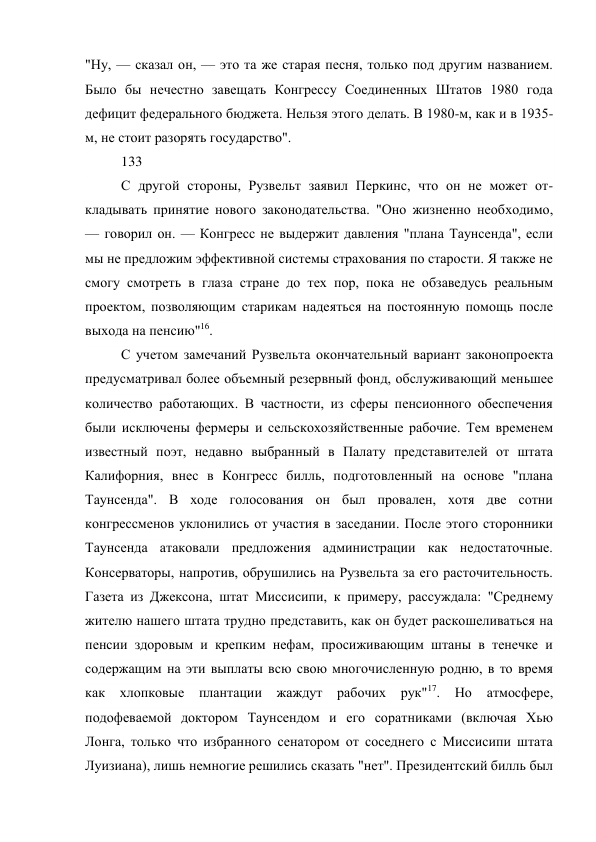 "Ну, — сказал он, — это та же старая песня, только под другим названием.
Было бы нечестно завещать Конгрессу Соединенных Штатов 1980 года
дефицит федерального бюджета. Нельзя этого делать. В 1980-м, как и в 1935-
м, не стоит разорять государство".
133
С другой стороны, Рузвельт заявил Перкинс, что он не может от-
кладывать принятие нового законодательства. "Оно жизненно необходимо,
— говорил он. — Конгресс не выдержит давления "плана Таунсенда", если
мы не предложим эффективной системы страхования по старости. Я также не
смогу смотреть в глаза стране до тех пор, пока не обзаведусь реальным
проектом, позволяющим старикам надеяться на постоянную помощь после
выхода на пенсию"16.
С учетом замечаний Рузвельта окончательный вариант законопроекта
предусматривал более объемный резервный фонд, обслуживающий меньшее
количество работающих. В частности, из сферы пенсионного обеспечения
были исключены фермеры и сельскохозяйственные рабочие. Тем временем
известный поэт, недавно выбранный в Палату представителей от штата
Калифорния, внес в Конгресс билль, подготовленный на основе "плана
Таунсенда". В ходе голосования он был провален, хотя две сотни
конгрессменов уклонились от участия в заседании. После этого сторонники
Таунсенда атаковали предложения администрации как недостаточные.
Консерваторы, напротив, обрушились на Рузвельта за его расточительность.
Газета из Джексона, штат Миссисипи, к примеру, рассуждала: "Среднему
жителю нашего штата трудно представить, как он будет раскошеливаться на
пенсии здоровым и крепким нефам, просиживающим штаны в тенечке и
содержащим на эти выплаты всю свою многочисленную родню, в то время
как хлопковые плантации жаждут рабочих рук"17. Но атмосфере,
подофеваемой доктором Таунсендом и его соратниками (включая Хью
Лонга, только что избранного сенатором от соседнего с Миссисипи штата
Луизиана), лишь немногие решились сказать "нет". Президентский билль был